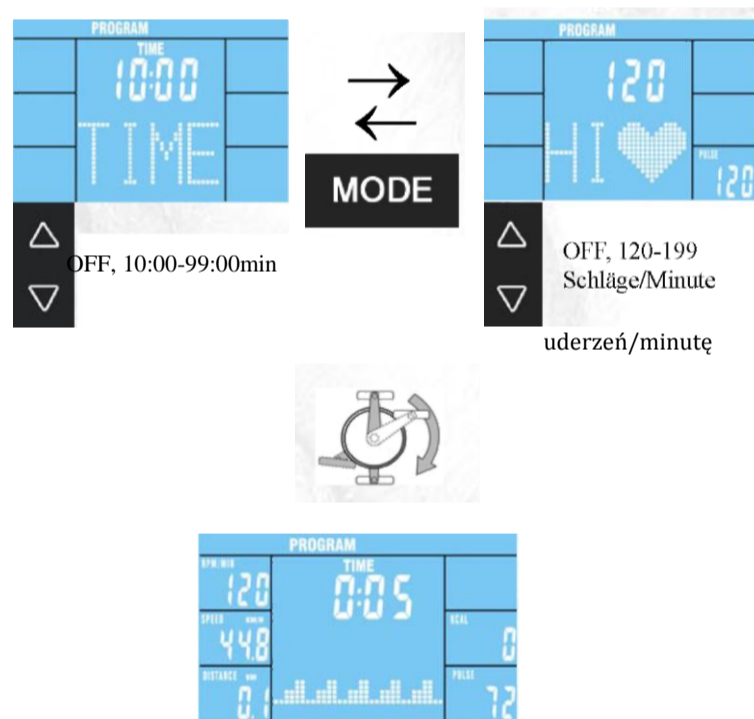 PROGRAM
TIME
10:00
TIME
OFF, 10:00-99:00min
MODE
PROGRAM
120
HI
PULSE
120
OFF, 120-199
Schläge/Minute
uderzeń/minutę
PROGRAM
RPM/MIN
120
TIME
0:05
SPEED
44.8
KCAL
0
DISTANCE
0.1
PULSE
72